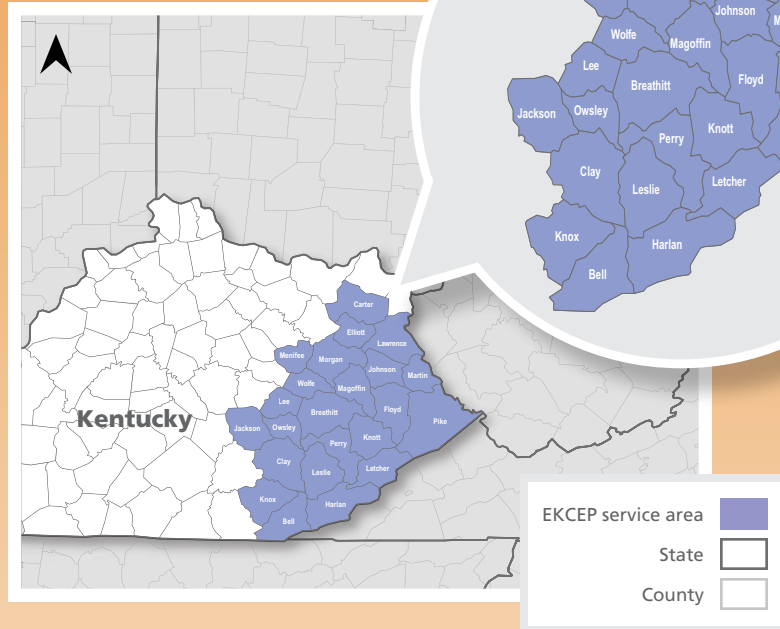 Johnson
M
Wolfe
Magoffin
Lee
Breathitt
Floyd
Jackson
Owsley
Perry
Knott
Clay
Leslie
Letcher
Knox
Harlan
Bell
Carter
Elliott
Lawrence
Menifee
Morgan
Johnson
Martin
Wolfe
Magoffin
Lee
Breathitt
Floyd
Kentucky
Jackson
Owsley
Pike
Perry
Knott
Clay
Leslie
Letcher
Knox
Harlan
Bell
EKCEP service area
State
County